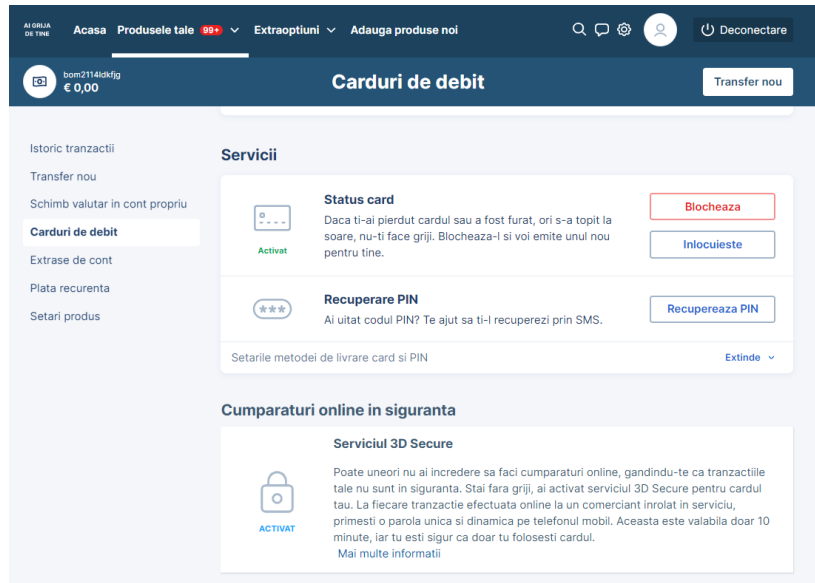 AI GRIJA
DE TINE
Acasa
Produsele tale 99+
Extraoptiuni
Adauga produse noi
Deconectare
bom2114ldkfjg
€ 0,00
Carduri de debit
Transfer nou
Istoric tranzactii
Transfer nou
Schimb valutar in cont propriu
Carduri de debit
Extrase de cont
Plata recurenta
Setari produs
Servicii
Activat
Status card
Daca ti-ai pierdut cardul sau a fost furat, ori s-a topit la
soare, nu-ti face griji. Blocheaza-l si voi emite unul nou
pentru tine.
Blocheaza
Inlocuieste
***
Recuperare PIN
Ai uitat codul PIN? Te ajut sa ti-l recuperezi prin SMS.
Recupereaza PIN
Setarile metodei de livrare card si PIN
Extinde
Cumparaturi online in siguranta
ACTIVAT
Serviciul 3D Secure
Poate uneori nu ai incredere sa faci cumparaturi online, gandindu-te ca tranzactiile
tale nu sunt in siguranta. Stai fara griji, ai activat serviciul 3D Secure pentru cardul
tau. La fiecare tranzactie efectuata online la un comerciant inrolat in serviciu,
primesti o parola unica si dinamica pe telefonul mobil. Aceasta este valabila doar 10
minute, iar tu esti sigur ca doar tu folosesti cardul.
Mai multe informatii